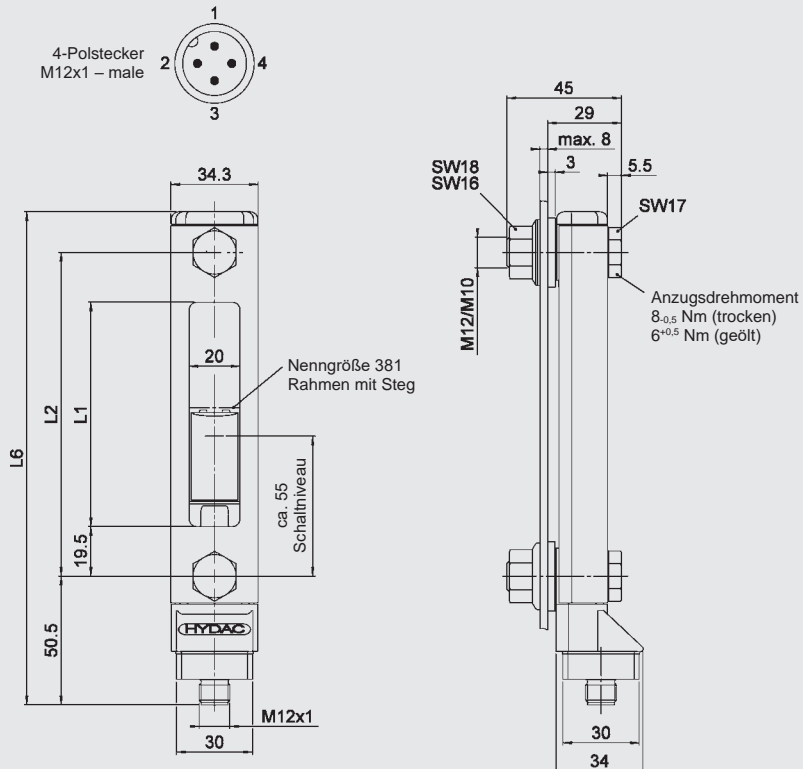 1
4-Polstecker
M12x1 – male
2
4
3
34.3
20
Nenngröße 381
Rahmen mit Steg
L6
L2
L1
ca. 55
Schaltniveau
19.5
50.5
HYDAC
M12x1
30
45
29
max. 8
3
5.5
SW18
SW16
SW17
M12/M10
Anzugsdrehmoment
8-0,5 Nm (trocken)
6+0,5 Nm (geölt)
30
34